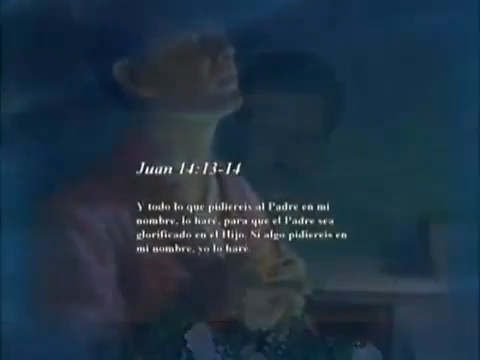 Juan 14:13-14
Y todo lo que pidiereis al Padre en mi
nombre, lo haré, para que el Padre sea
glorificado en el Hijo. Si algo pidiereis en
mi nombre, yo lo haré.